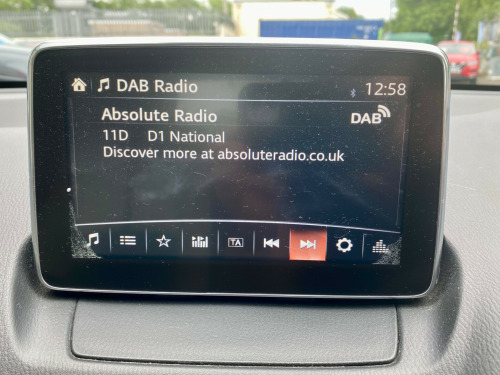 DAB Radio 12:58
Absolute Radio DAB
11D D1 National
Discover more at absoluteradio.co.uk
TA